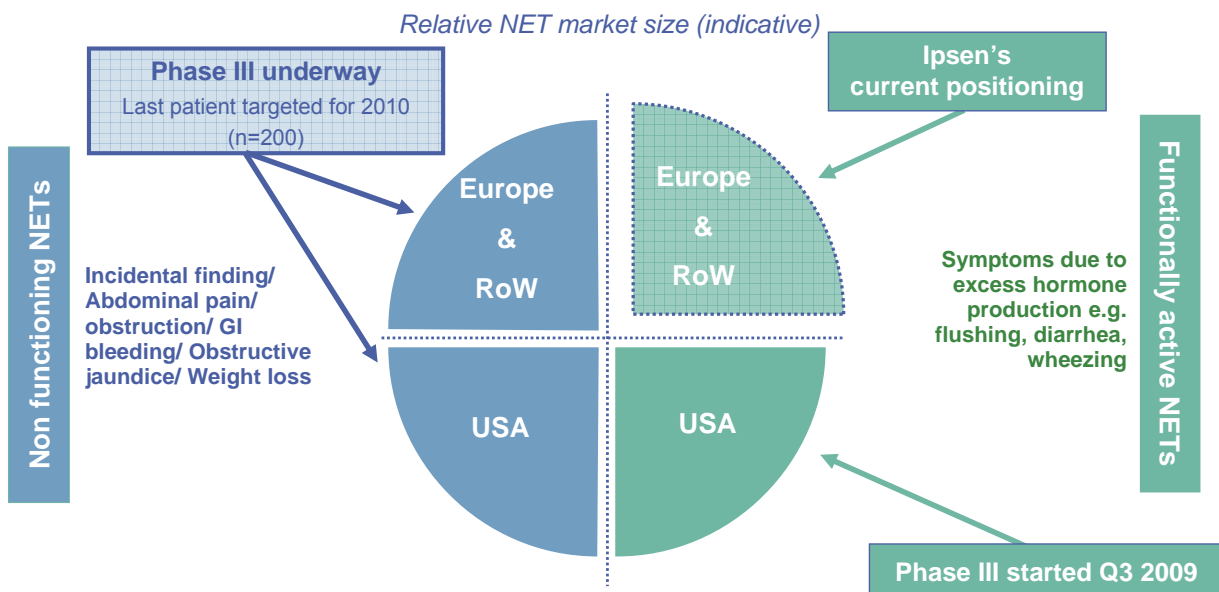 Relative NET market size (indicative)
Phase III underway
Last patient targeted for 2010
(n=200)
Ipsen's
current positioning
Non functioning NETs
Incidental finding/
Abdominal pain/
obstruction/ GI
bleeding/ Obstructive
jaundice/ Weight loss
Europe
&
RoW
Europe
&
RoW
Symptoms due to
excess hormone
production e.g.
flushing, diarrhea,
wheezing
Functionally active NETs
USA
USA
Phase III started Q3 2009